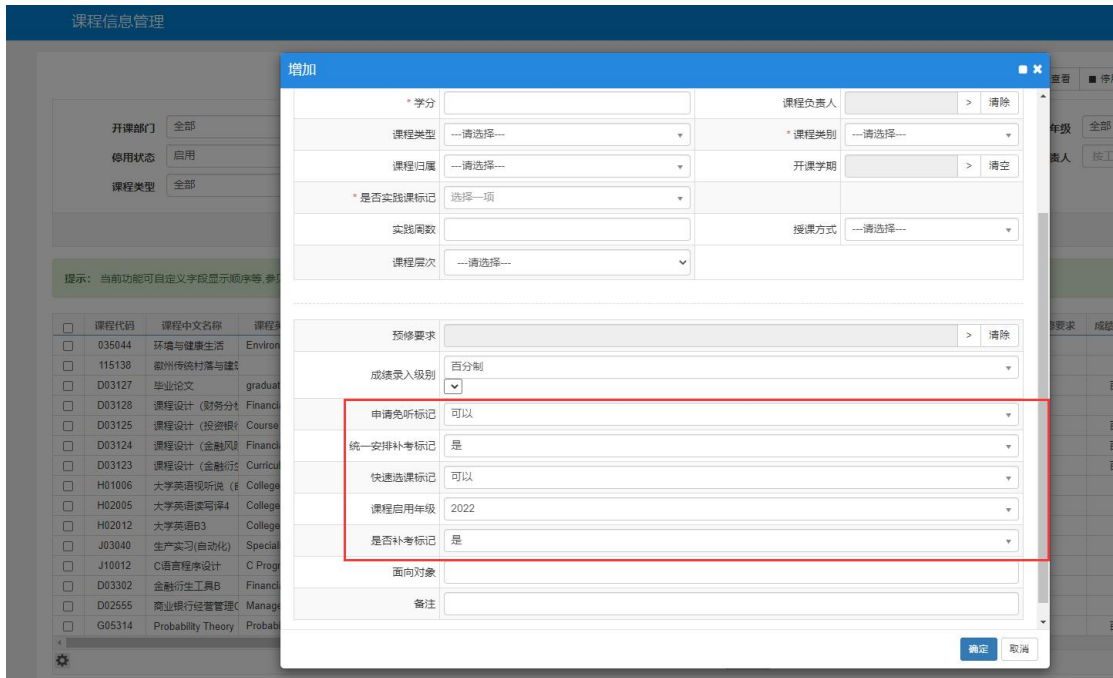 课程信息管理
增加
查看 ■ 停
* 学分 课程负责人 > 清除
开课部门 全部 课程类型 ---请选择--- * 课程类别 ---请选择--- 年级 全部
停用状态 启用 课程归属 ---请选择--- 开课学期 > 清空 责人 按工
课程类型 全部 * 是否实践课标记 选择一项
实践周数 授课方式 ---请选择---
课程层次 ---请选择---
提示: 当前功能可自定义字段显示顺序等,参
课程代码 课程中文名称 课程英 预修要求 > 清除 修要求 成绩
035044 环境与健康生活 Environ
115138 徽州传统村落与建筑 成绩录入级别 百分制
D03127 毕业论文 graduat
D03128 课程设计(财务分析 Financia 申请免听标记 可以
D03125 课程设计(投资银行 Course
D03124 课程设计(金融风险 Financia 统一安排补考标记 是
D03123 课程设计(金融衍生 Curricul
H01006 大学英语视听说(自 College 快速选课标记 可以
H02005 大学英语读写译4 College 课程启用年级 2022
H02012 大学英语B3 College
J03040 生产实习(自动化) Speciali 是否补考标记 是
J10012 C语言程序设计 C Progr
D03302 金融衍生工具B Financia 面向对象
D02555 商业银行经营管理C Manage 备注
G05314 Probability Theory Probabi
确定 取消